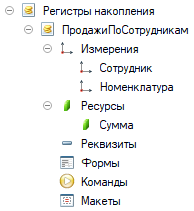 Регистры накопления
ПродажиПоСотрудникам
Измерения
Сотрудник
Номенклатура
Ресурсы
Сумма
Реквизиты
Формы
Команды
Макеты